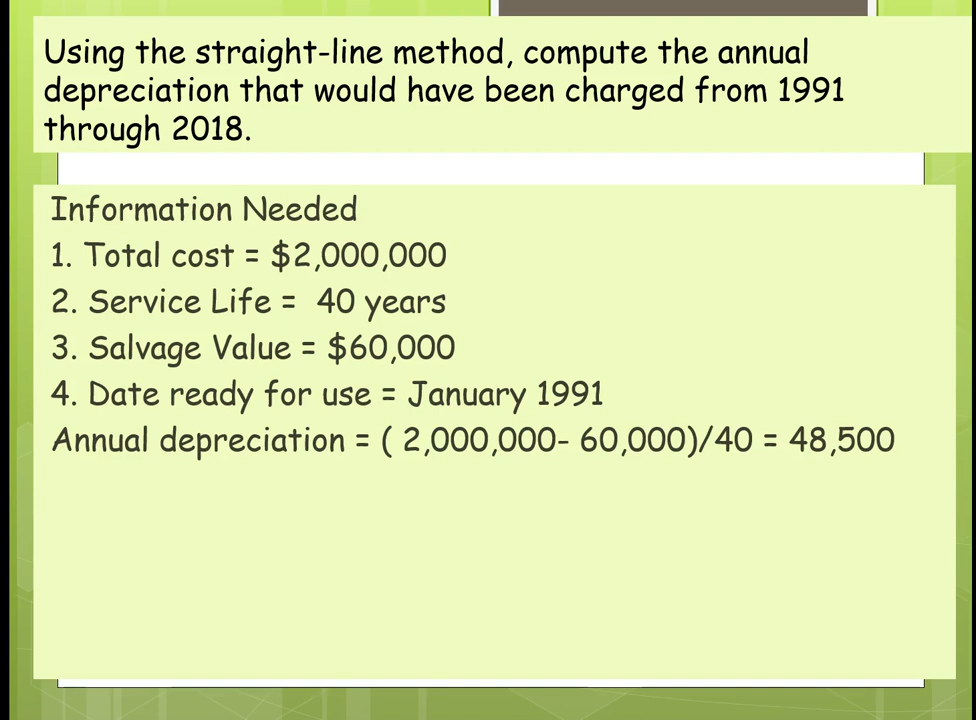 Using the straight-line method, compute the annual
depreciation that would have been charged from 1991
through 2018.
Information Needed
1. Total cost = $2,000,000
2. Service Life = 40 years
3. Salvage Value = $60,000
4. Date ready for use = January 1991
Annual depreciation = ( 2,000,000- 60,000)/40 = 48,500